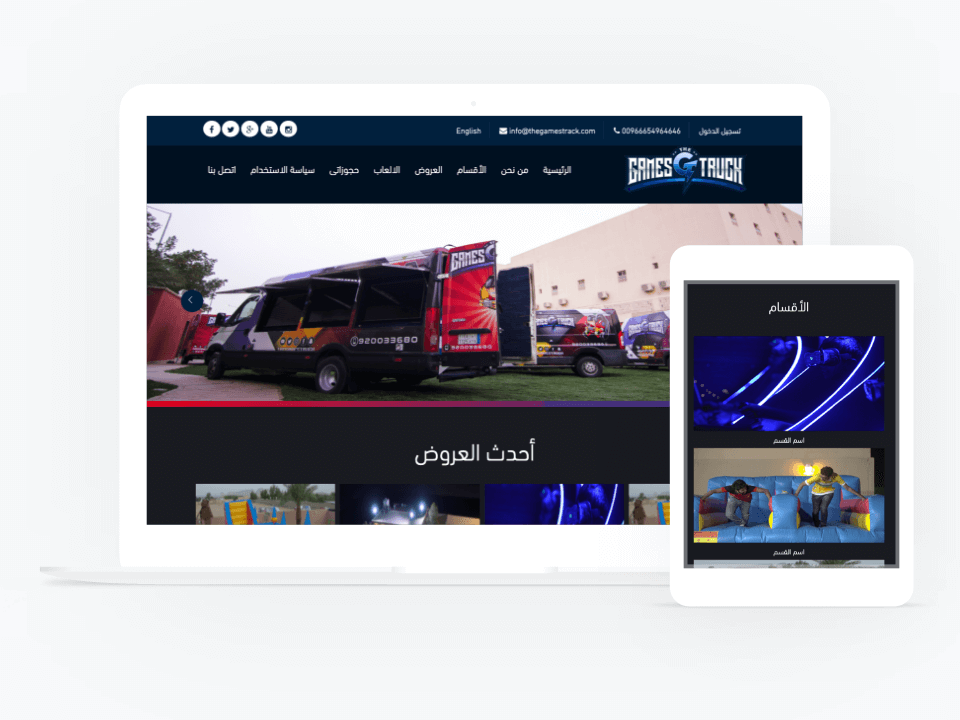 تسجيل الدخول
00966654964646
info@thegamestrack.com
English
THE
GAMES G TRUCK
الرئيسية من نحن الأقسام العروض الالعاب حجوزاتى سياسة الاستخدام اتصل بنا
GAMES
920033680
أحدث العروض
الأقسام
اسم القسم
اسم القسم